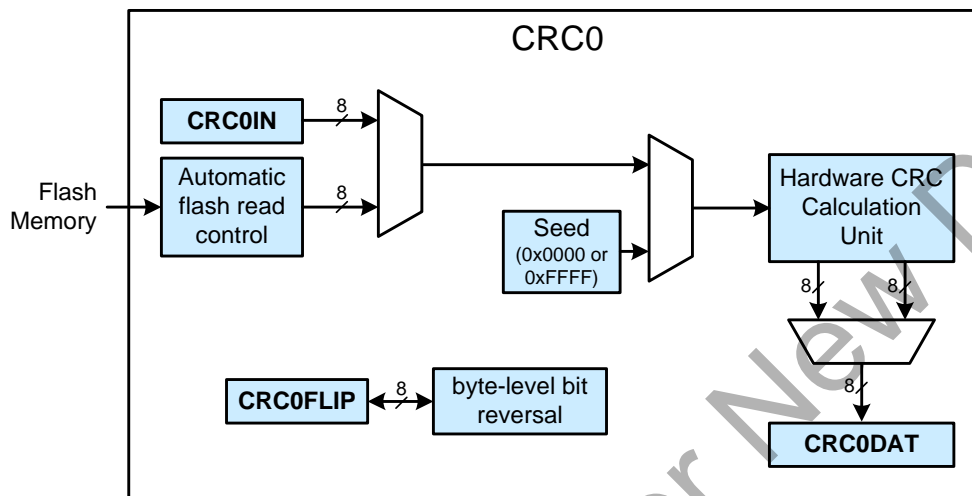 CRC0
CRC0IN
8
Automatic
flash read
control
8
Flash
Memory
Seed
(0x0000 or
0xFFFF)
Hardware CRC
Calculation
Unit
8
8
8
CRC0DAT
CRC0FLIP
8
byte-level bit
reversal
New